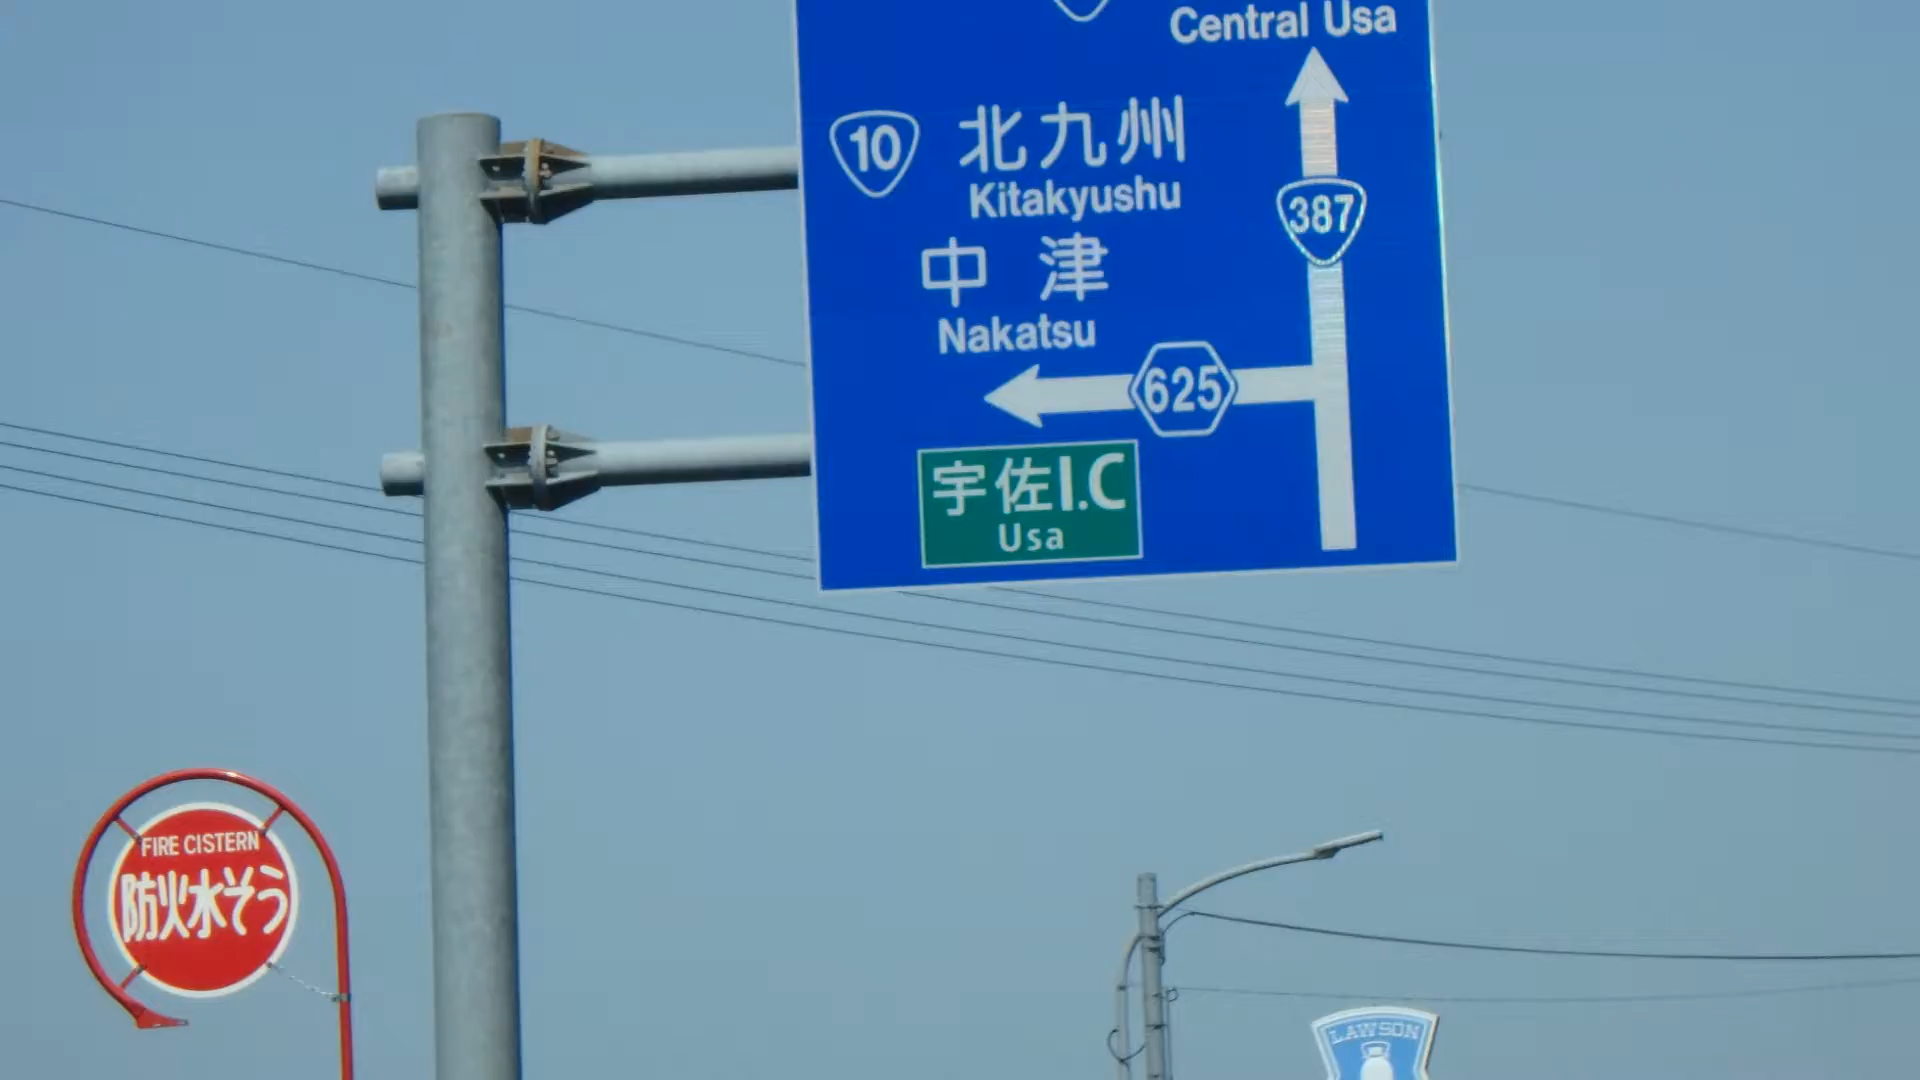 Central Usa
10 北九州
Kitakyushu
387
中津
Nakatsu
625
宇佐I.C
Usa
FIRE CISTERN
防火水そう
LAWSON